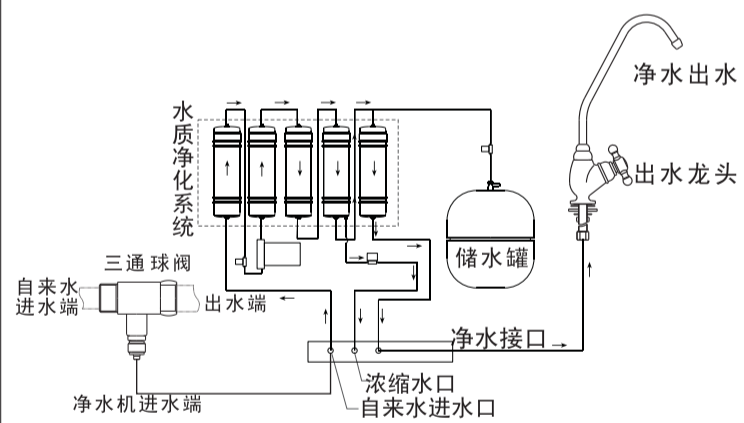 净水出水
水质净化系统
出水龙头
储水罐
三通球阀
自来水
进水端
出水端
净水接口
浓缩水口
净水机进水端
自来水进水口